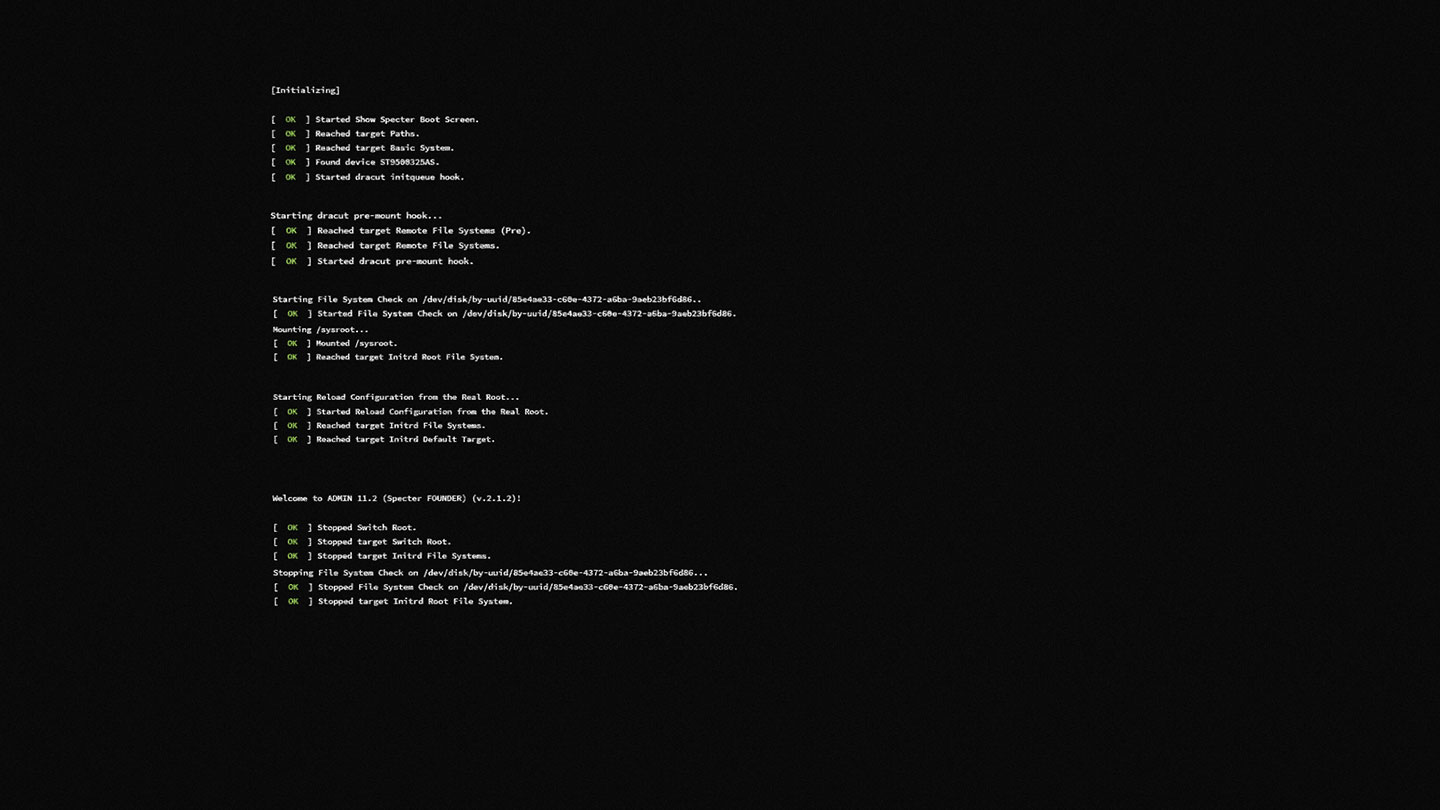 [Initializing]
[ OK ] Started Show Specter Boot Screen.
[ OK ] Reached target Paths.
[ OK ] Reached target Basic System.
[ OK ] Found device ST9500325AS.
[ OK ] Started dracut initqueue hook.
Starting dracut pre-mount hook...
[ OK ] Reached target Remote File Systems (Pre).
[ OK ] Reached target Remote File Systems.
[ OK ] Started dracut pre-mount hook.
Starting File System Check on /dev/disk/by-uuid/85e4ae33-c60e-4372-a6ba-9aeb23bf6d86..
[ OK ] Started File System Check on /dev/disk/by-uuid/85e4ae33-c60e-4372-a6ba-9aeb23bf6d86.
Mounting /sysroot...
[ OK ] Mounted /sysroot.
[ OK ] Reached target Initrd Root File System.
Starting Reload Configuration from the Real Root...
[ OK ] Started Reload Configuration from the Real Root.
[ OK ] Reached target Initrd File Systems.
[ OK ] Reached target Initrd Default Target.
Welcome to ADMIN 11.2 (Specter FOUNDER) (v.2.1.2)!
[ OK ] Stopped Switch Root.
[ OK ] Stopped target Switch Root.
[ OK ] Stopped target Initrd File Systems.
Stopping File System Check on /dev/disk/by-uuid/85e4ae33-c60e-4372-a6ba-9aeb23bf6d86...
[ OK ] Stopped File System Check on /dev/disk/by-uuid/85e4ae33-c60e-4372-a6ba-9aeb23bf6d86.
[ OK ] Stopped target Initrd Root File System.